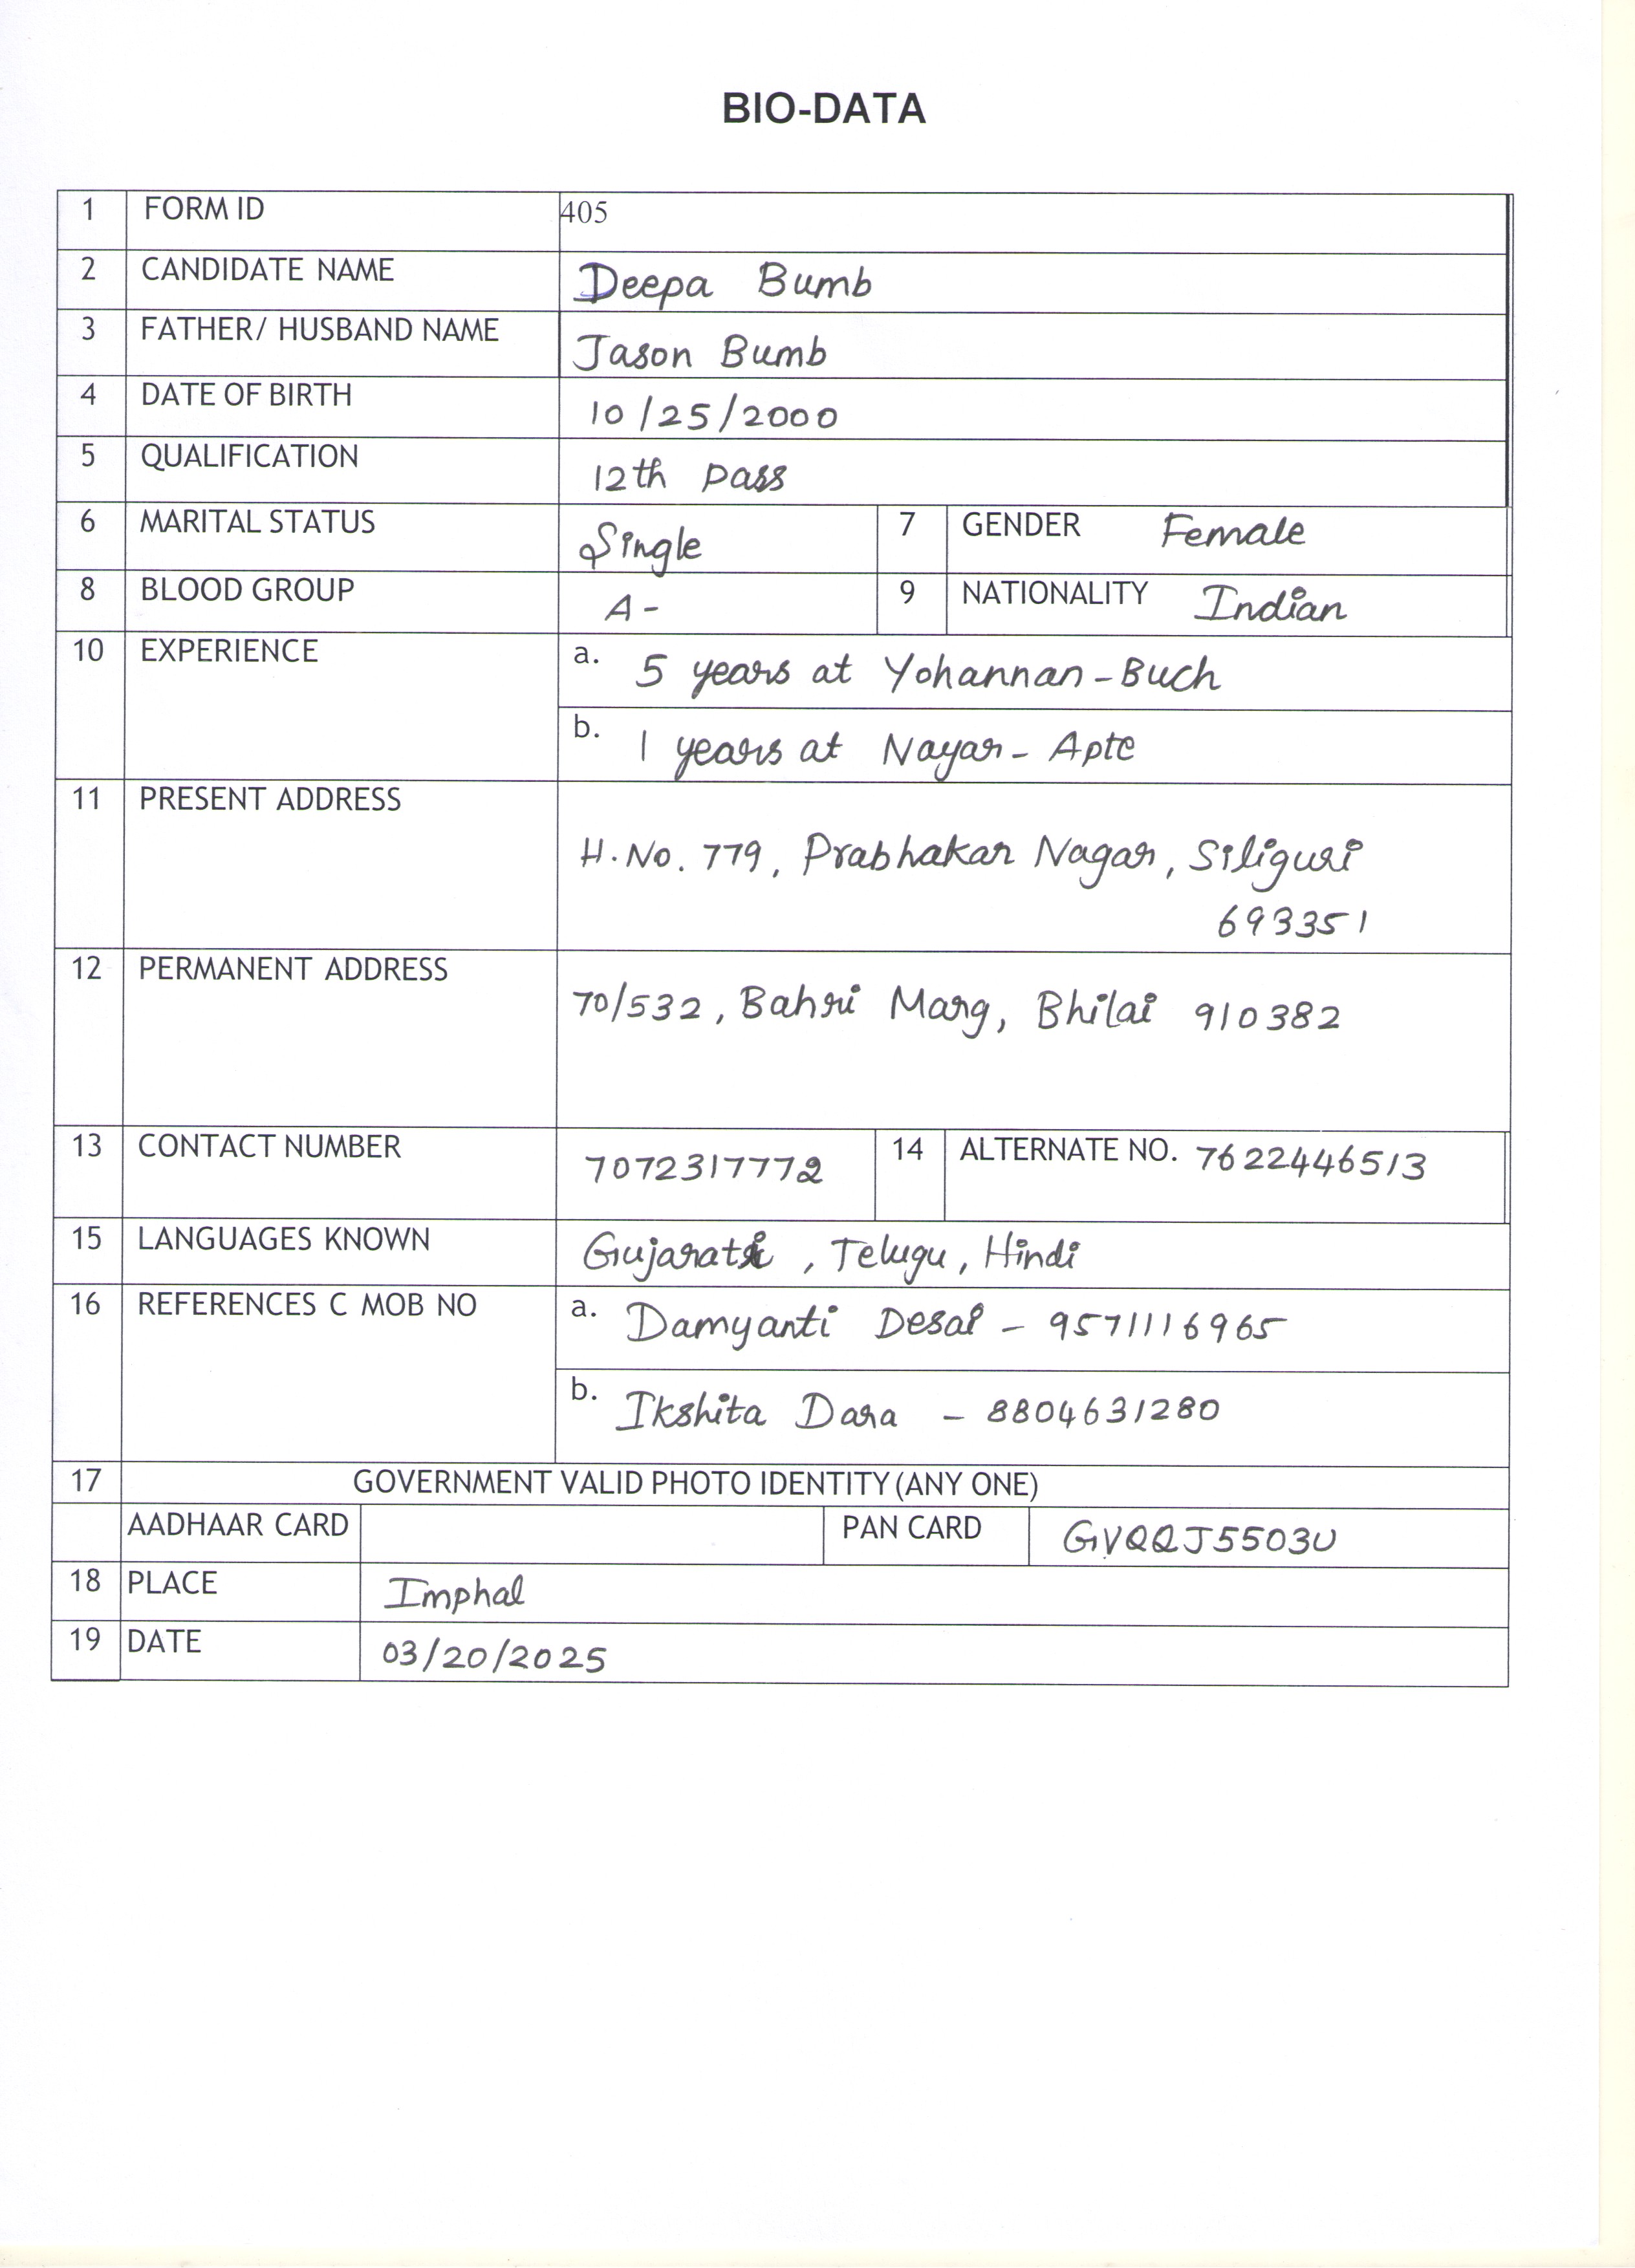 BIO-DATA
1 FORM ID 405
2 CANDIDATE NAME Deepa Bumb
3 FATHER/ HUSBAND NAME Jason Bumb
4 DATE OF BIRTH 10/25/2000
5 QUALIFICATION 12th pass
6 MARITAL STATUS Single 7 GENDER Female
8 BLOOD GROUP A- 9 NATIONALITY Indian
10 EXPERIENCE a. 5 years at Yohannan-Buch
b. 1 years at Nayar-Apte
11 PRESENT ADDRESS
H.No. 779, Prabhakar Nagar, Siliguri
693351
12 PERMANENT ADDRESS
70/532, Bahri Marg, Bhilai 910382
13 CONTACT NUMBER 7072317772 14 ALTERNATE NO. 7622446513
15 LANGUAGES KNOWN Gujarati, Telugu, Hindi
16 REFERENCES C MOB NO a. Damyanti Desai - 9571116965
b. Ikshita Dara - 8804631280
17 GOVERNMENT VALID PHOTO IDENTITY (ANY ONE)
AADHAAR CARD PAN CARD GVQQJ5503U
18 PLACE Imphal
19 DATE 03/20/2025